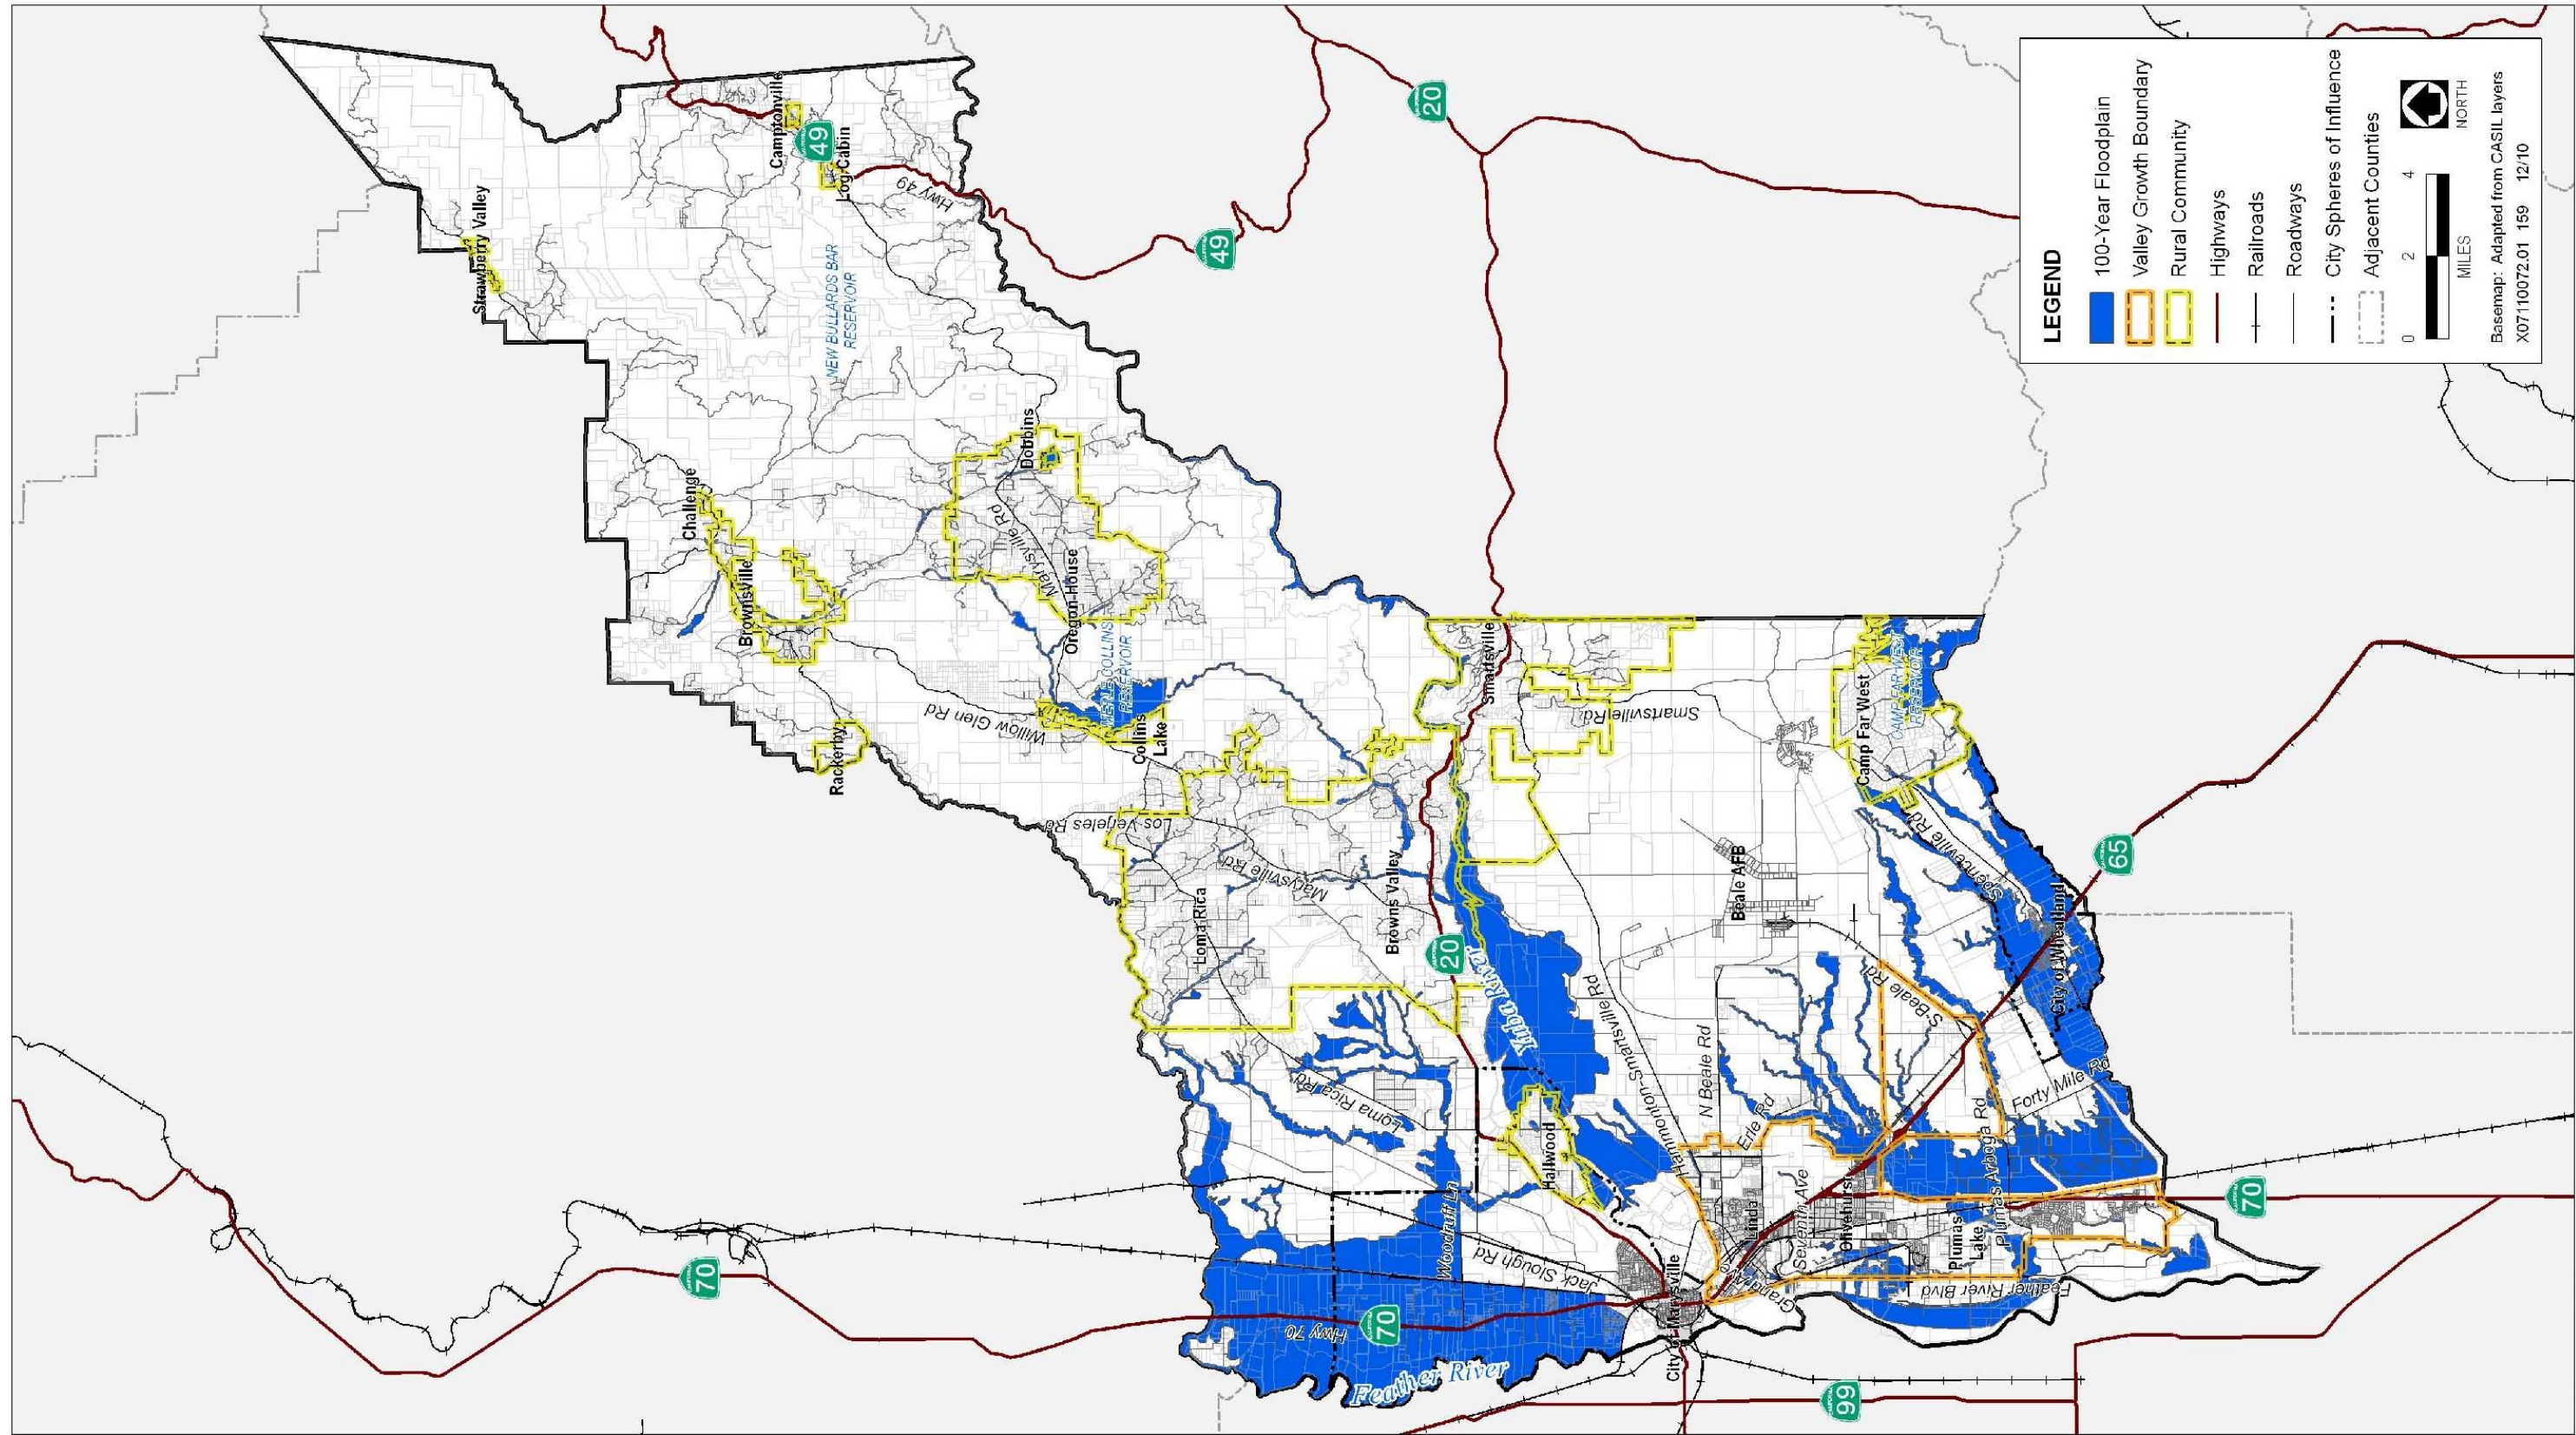 Strawberry Valley
Camptonville
49
Log Cabin
Hwy 49
NEW BULLARDS BAR
RESERVOIR
20
49
Challenge
Dobbins
Marysville Rd
Brownsville
Oregon House
Rackerby
Willow Glen Rd
RESERVOIR
Collins
Lake
Los Verjeles Rd
Marysville Rd
Loma Rica
Browns Valley
20
Yuba River
Smartsville
Smartsville Rd
Camp Far West
CAMP FAR WEST
RESERVOIR
Spenceville Rd
65
Beale AFB
City of Wheatland
S Beale Rd
Hammonton-Smartsville Rd
N Beale Rd
Erle Rd
Forty Mile Rd
Plumas Arboga Rd
Loma Rica Rd
Hallwood
Woodruff Ln
Jack Slough Rd
Linda
Seventh Ave
Olivehurst
Plumas
Lake
Feather River Blvd
Grand Ave
City of Marysville
Hwy 70
70
70
70
99
Feather River
LEGEND
100-Year Floodplain
Valley Growth Boundary
Rural Community
Highways
Railroads
Roadways
City Spheres of Influence
Adjacent Counties
0 2 4
MILES
NORTH
Basemap: Adapted from CASIL layers
X07110072.01 159 12/10